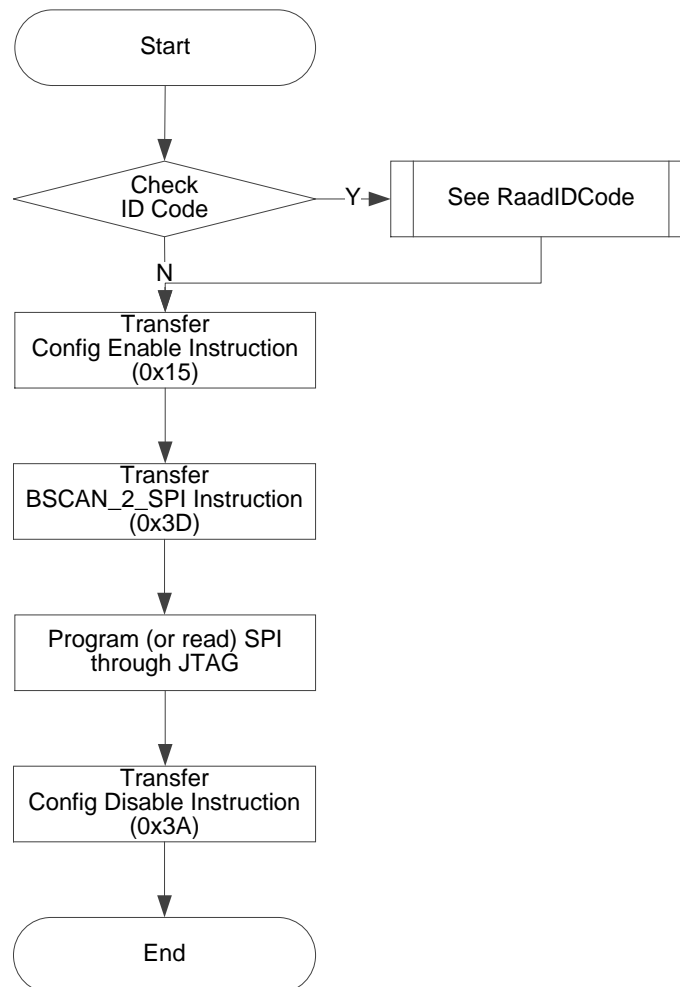 Start
Check
ID Code
Y
See RaadIDCode
N
Transfer
Config Enable Instruction
(0x15)
Transfer
BSCAN_2_SPI Instruction
(0x3D)
Program (or read) SPI
through JTAG
Transfer
Config Disable Instruction
(0x3A)
End